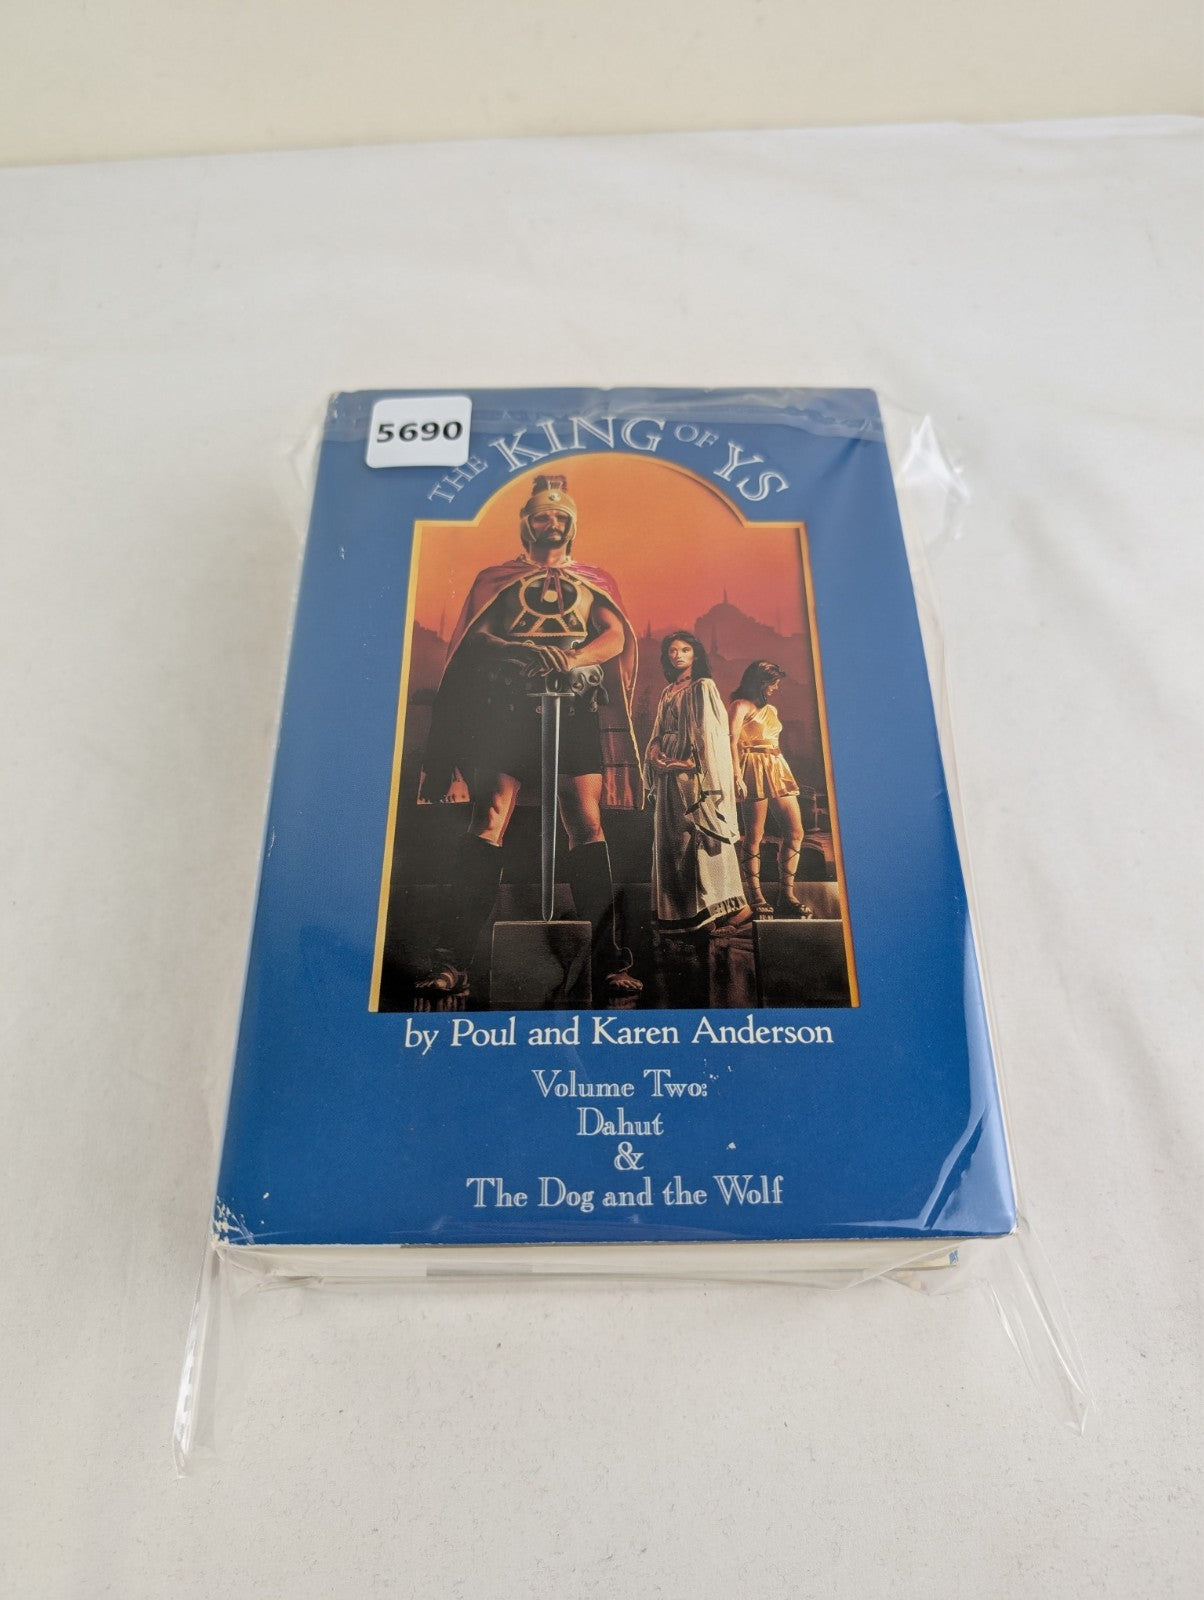 5690
THE KING OF YS
by Poul and Karen Anderson
Volume Two:
Dahut
&
The Dog and the Wolf